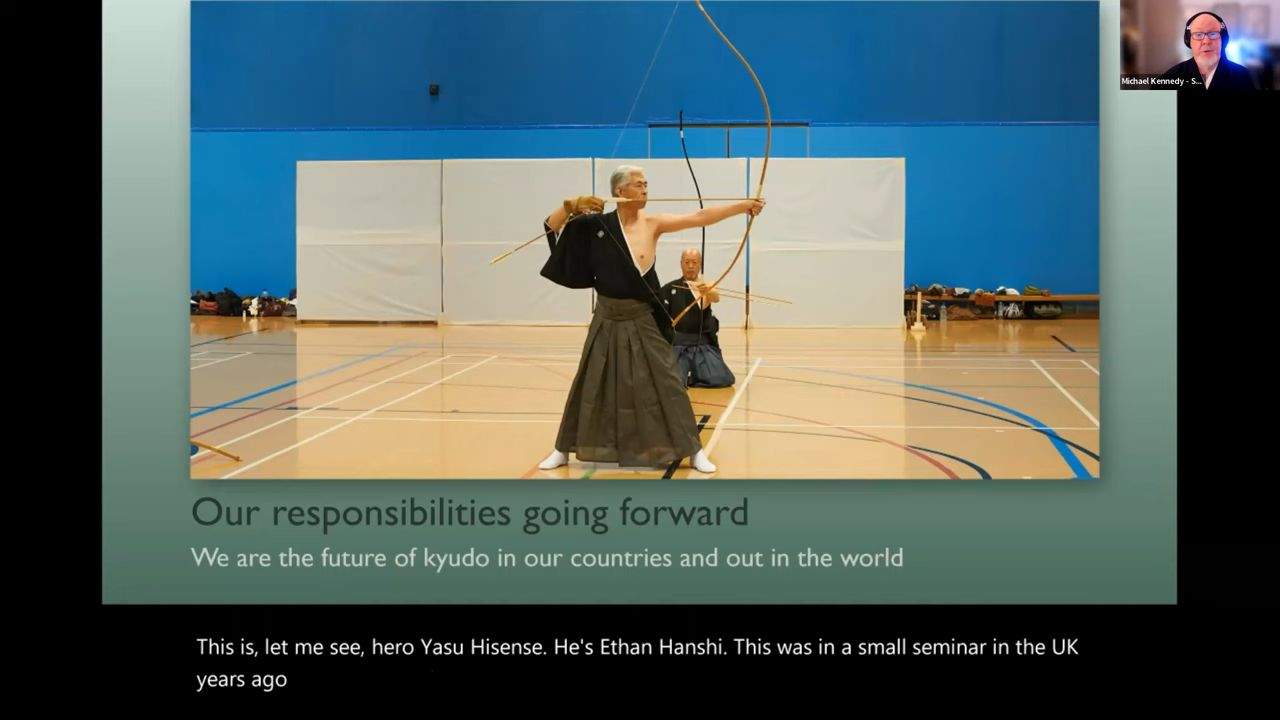 Michael Kennedy - S...
Our responsibilities going forward
We are the future of kyudo in our countries and out in the world
This is, let me see, hero Yasu Hisense. He's Ethan Hanshi. This was in a small seminar in the UK
years ago